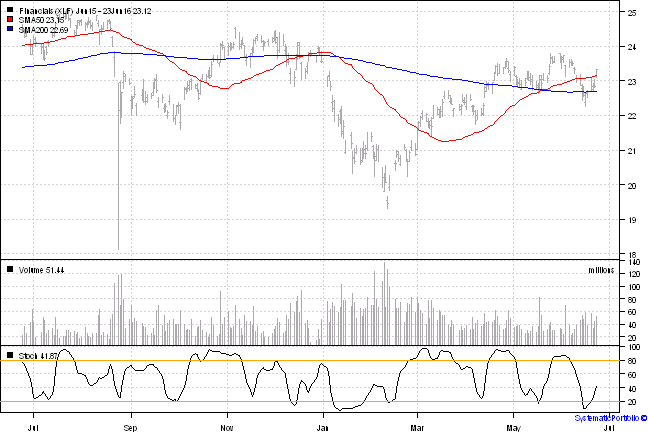 Financials (XLF) Jun 15 - 23Jun16 23.12
SMA50 23.15
SMA200 22.69
25
24
23
22
21
20
19
18
Volume 51.44
millions
140
120
100
80
60
40
20
Stoch 41.87
100
80
60
40
20
Jul Sep Nov Jan Mar May Jul
SystematicPortfolio ©